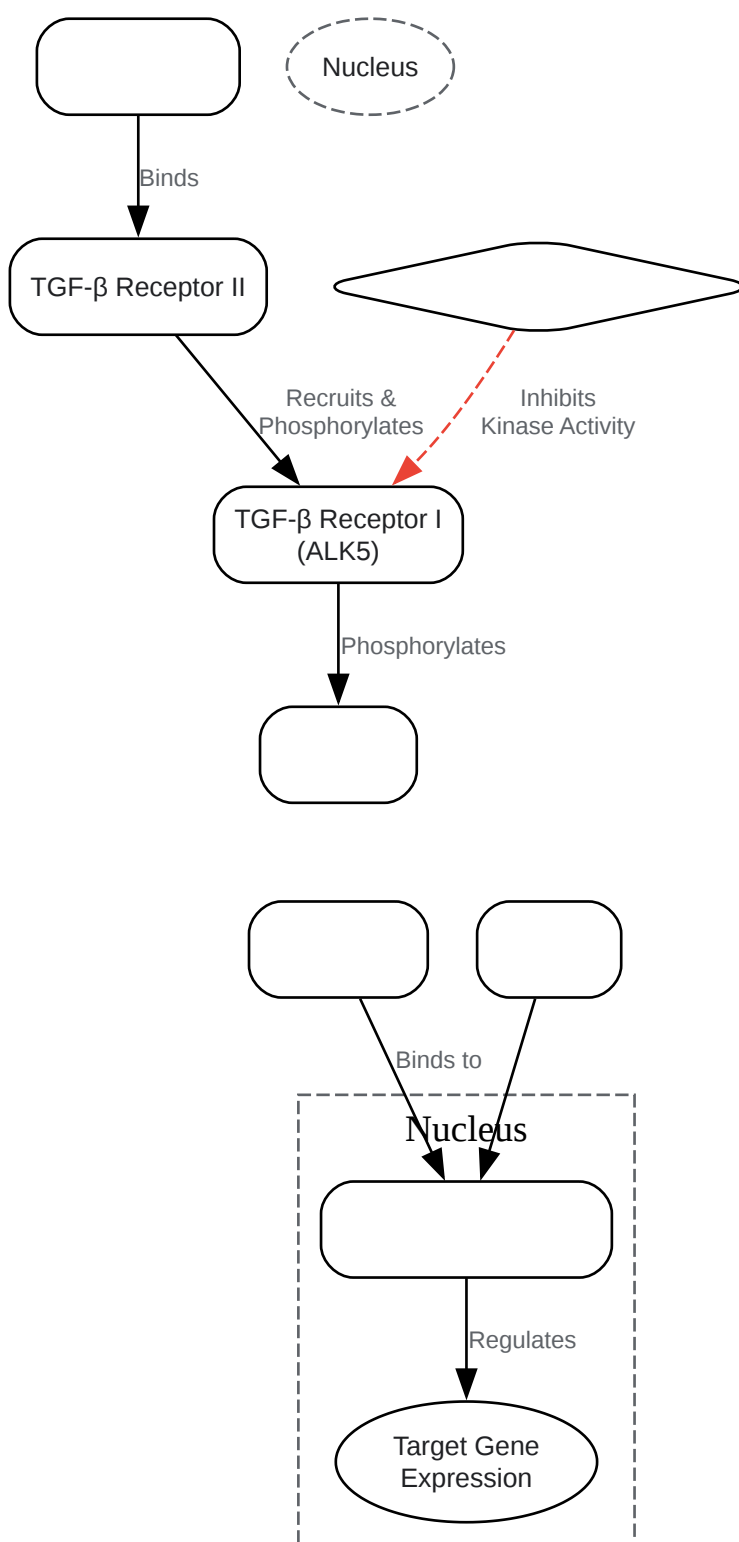 Nucleus
Binds
TGF-β Receptor II
Recruits &
Phosphorylates
Inhibits
Kinase Activity
TGF-β Receptor I
(ALK5)
Phosphorylates
Binds to
Nucleus
Regulates
Target Gene
Expression